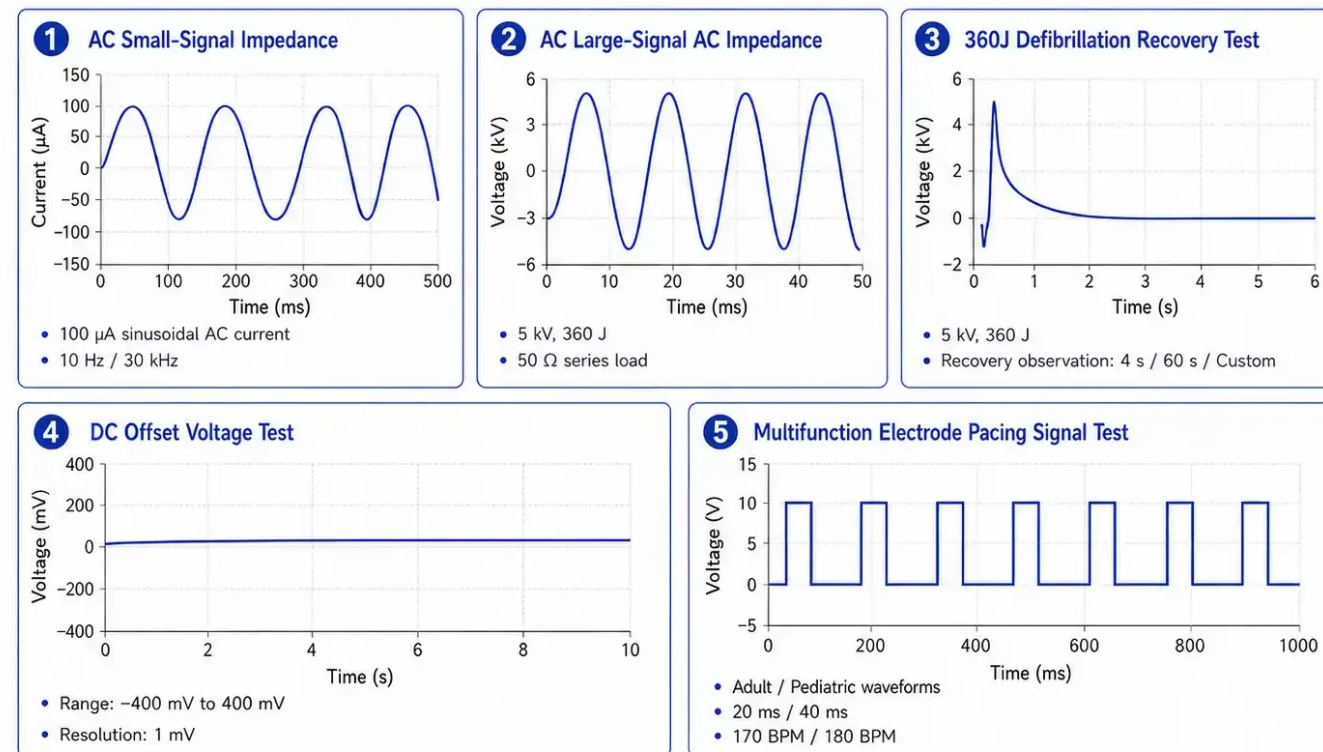 1 AC Small-Signal Impedance
Current (μA)
150
100
50
0
−50
−100
−150
0 100 200 300 400 500
Time (ms)
• 100 μA sinusoidal AC current
• 10 Hz / 30 kHz
2 AC Large-Signal AC Impedance
Voltage (kV)
6
3
0
−3
−6
0 10 20 30 40 50
Time (ms)
• 5 kV, 360 J
• 50 Ω series load
3 360J Defibrillation Recovery Test
Voltage (kV)
6
4
2
0
−2
0 1 2 3 4 5 6
Time (s)
• 5 kV, 360 J
• Recovery observation: 4 s / 60 s / Custom
4 DC Offset Voltage Test
Voltage (mV)
400
200
0
−200
−400
0 2 4 6 8 10
Time (s)
• Range: −400 mV to 400 mV
• Resolution: 1 mV
5 Multifunction Electrode Pacing Signal Test
Voltage (V)
15
10
5
0
−5
0 200 400 600 800 1000
Time (ms)
• Adult / Pediatric waveforms
• 20 ms / 40 ms
• 170 BPM / 180 BPM